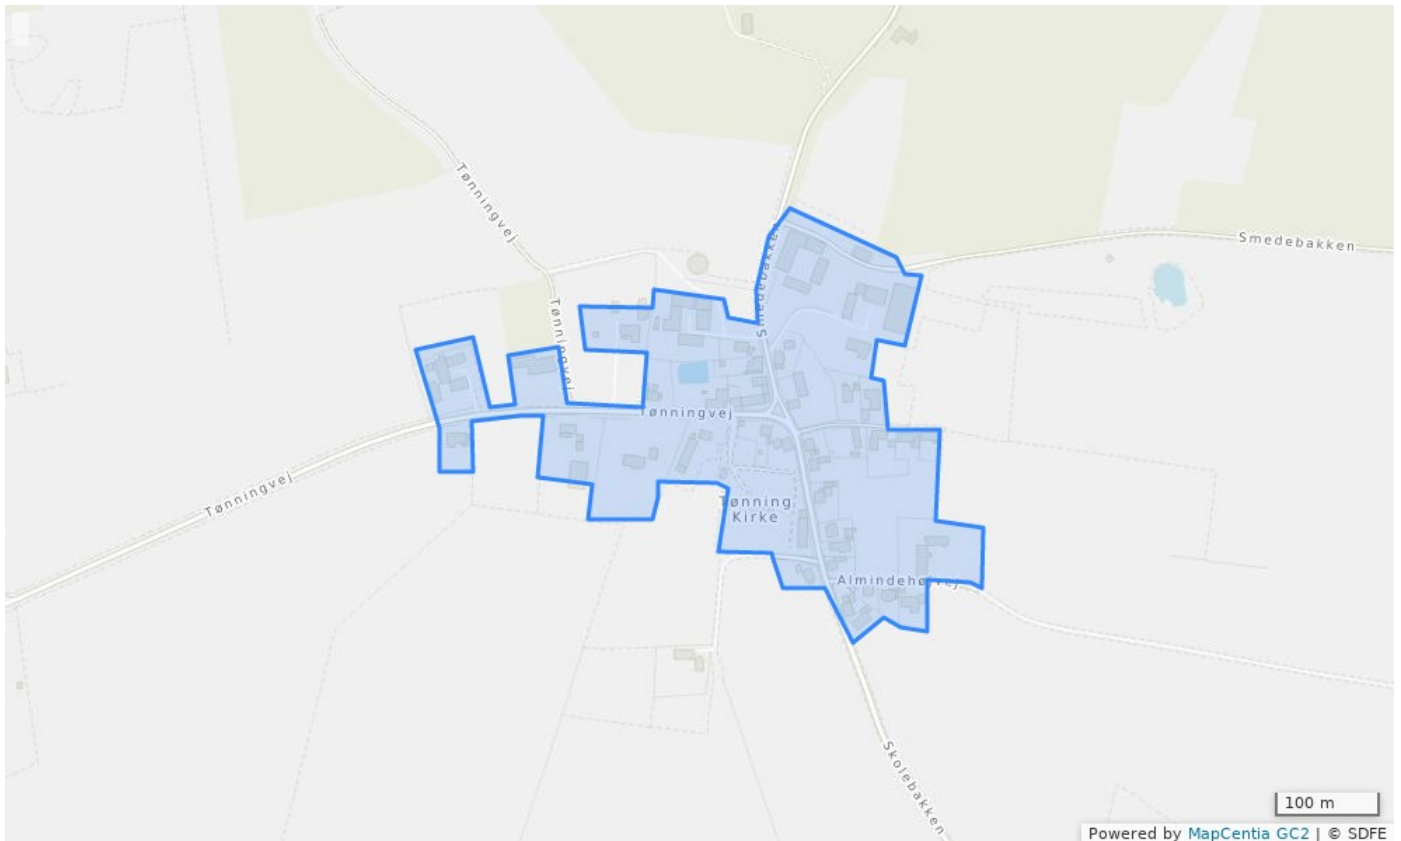 Tønningvej
Smedebakken
Smedebakken
Tønningvej
Tønningvej
Tønningvej
Tønning
Kirke
Almindehøjvej
Skolebakken
100 m
Powered by MapCentia GC2 | © SDFE